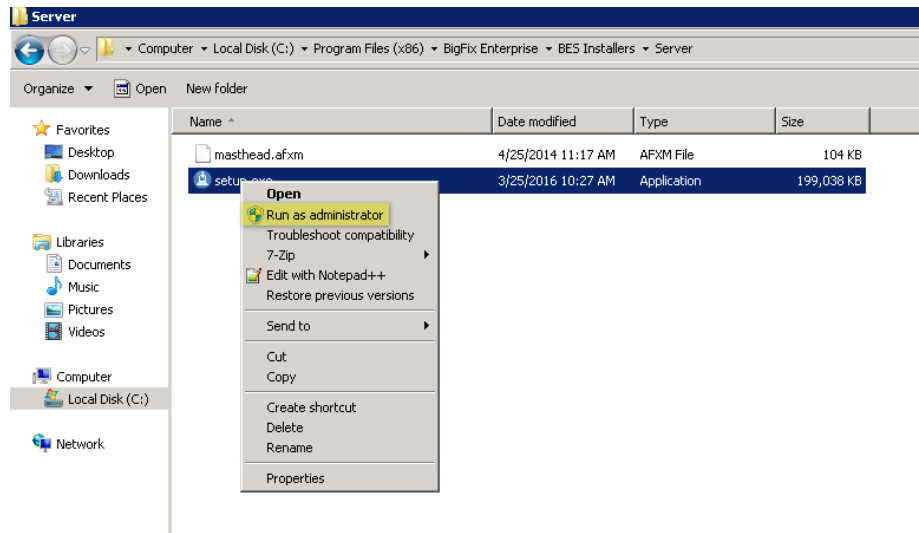 Server
Computer Local Disk (C:) Program Files (x86) BigFix Enterprise BES Installers Server
Organize Open New folder
Name Date modified Type Size
Favorites
Desktop
Downloads
Recent Places
Libraries
Documents
Music
Pictures
Videos
Computer
Local Disk (C:)
Network
masthead.afxm 4/25/2014 11:17 AM AFXM File 104 KB
setup.exe 3/25/2016 10:27 AM Application 199,038 KB
Open
Run as administrator
Troubleshoot compatibility
7-Zip
Edit with Notepad++
Restore previous versions
Send to
Cut
Copy
Create shortcut
Delete
Rename
Properties